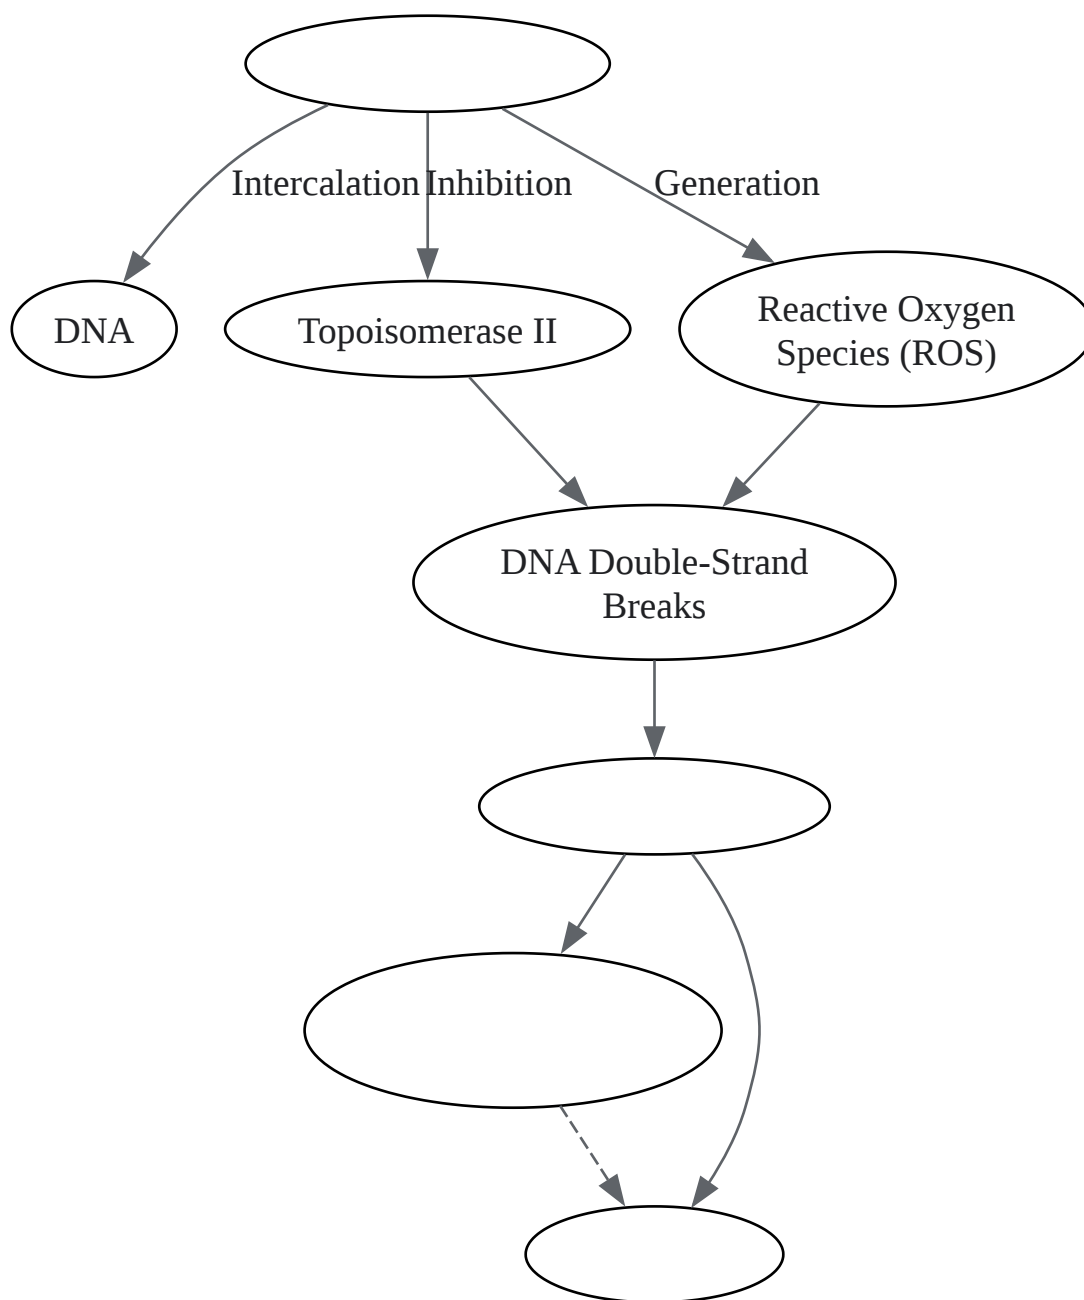 Intercalation
Inhibition
Generation
DNA
Topoisomerase II
Reactive Oxygen
Species (ROS)
DNA Double-Strand
Breaks